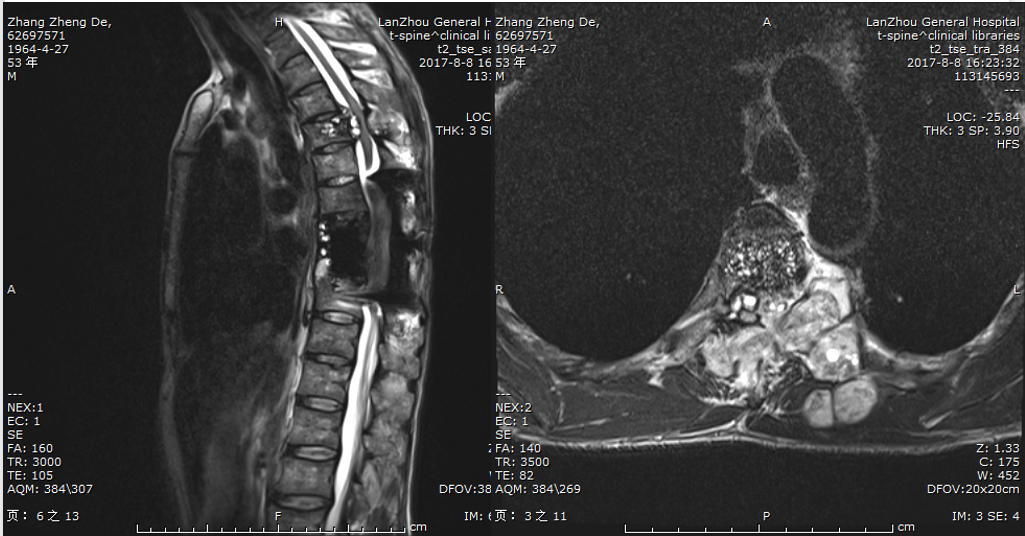 Zhang Zheng De,
62697571
1964-4-27
53 年
M
H
LanZhou General H
t-spine^clinical li
t2_tse_sa
2017-8-8 16
113
LOC
THK: 3 SI
A
---
NEX:1
EC: 1
SE
FA: 160
TR: 3000
TE: 105
AQM: 384\307
DFOV:38
页： 6 之 13
F
IM: 6
cm
Zhang Zheng De,
62697571
1964-4-27
53 年
M
A
LanZhou General Hospital
t-spine^clinical libraries
t2_tse_tra_384
2017-8-8 16:23:32
113145693
---
LOC: -25.84
THK: 3 SP: 3.90
HFS
R
L
---
NEX:2
EC: 1
SE
FA: 140
TR: 3500
TE: 82
AQM: 384\269
Z: 1.33
C: 175
W: 452
DFOV:20x20cm
页： 3 之 11
P
IM: 3 SE: 4
cm